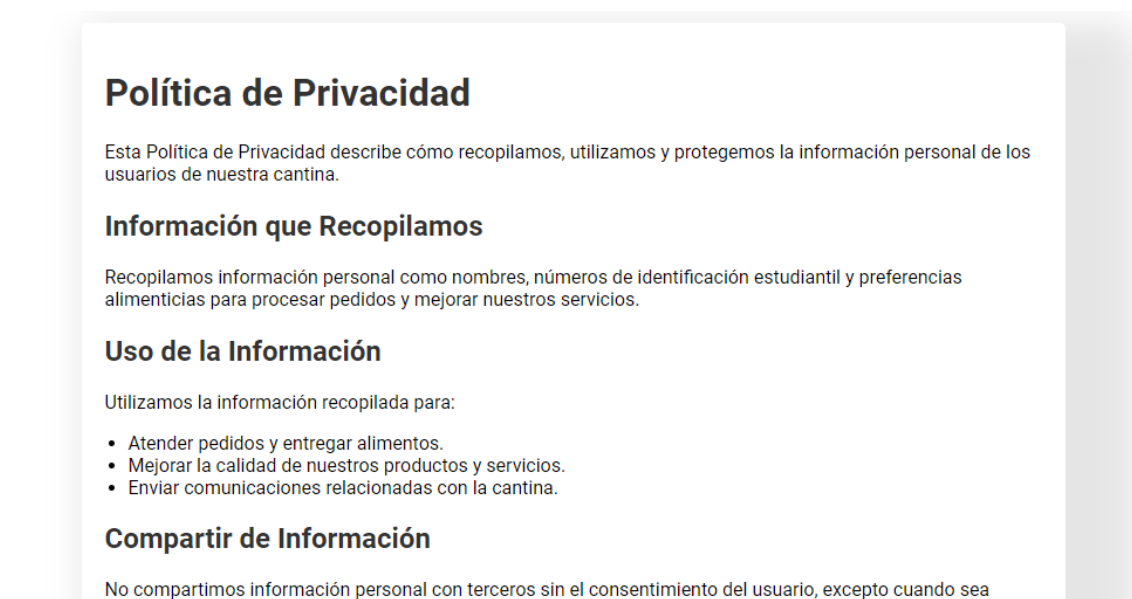 Política de Privacidad
Esta Política de Privacidad describe cómo recopilamos, utilizamos y protegemos la información personal de los
usuarios de nuestra cantina.
Información que Recopilamos
Recopilamos información personal como nombres, números de identificación estudiantil y preferencias
alimenticias para procesar pedidos y mejorar nuestros servicios.
Uso de la Información
Utilizamos la información recopilada para:
• Atender pedidos y entregar alimentos.
• Mejorar la calidad de nuestros productos y servicios.
• Enviar comunicaciones relacionadas con la cantina.
Compartir de Información
No compartimos información personal con terceros sin el consentimiento del usuario, excepto cuando sea